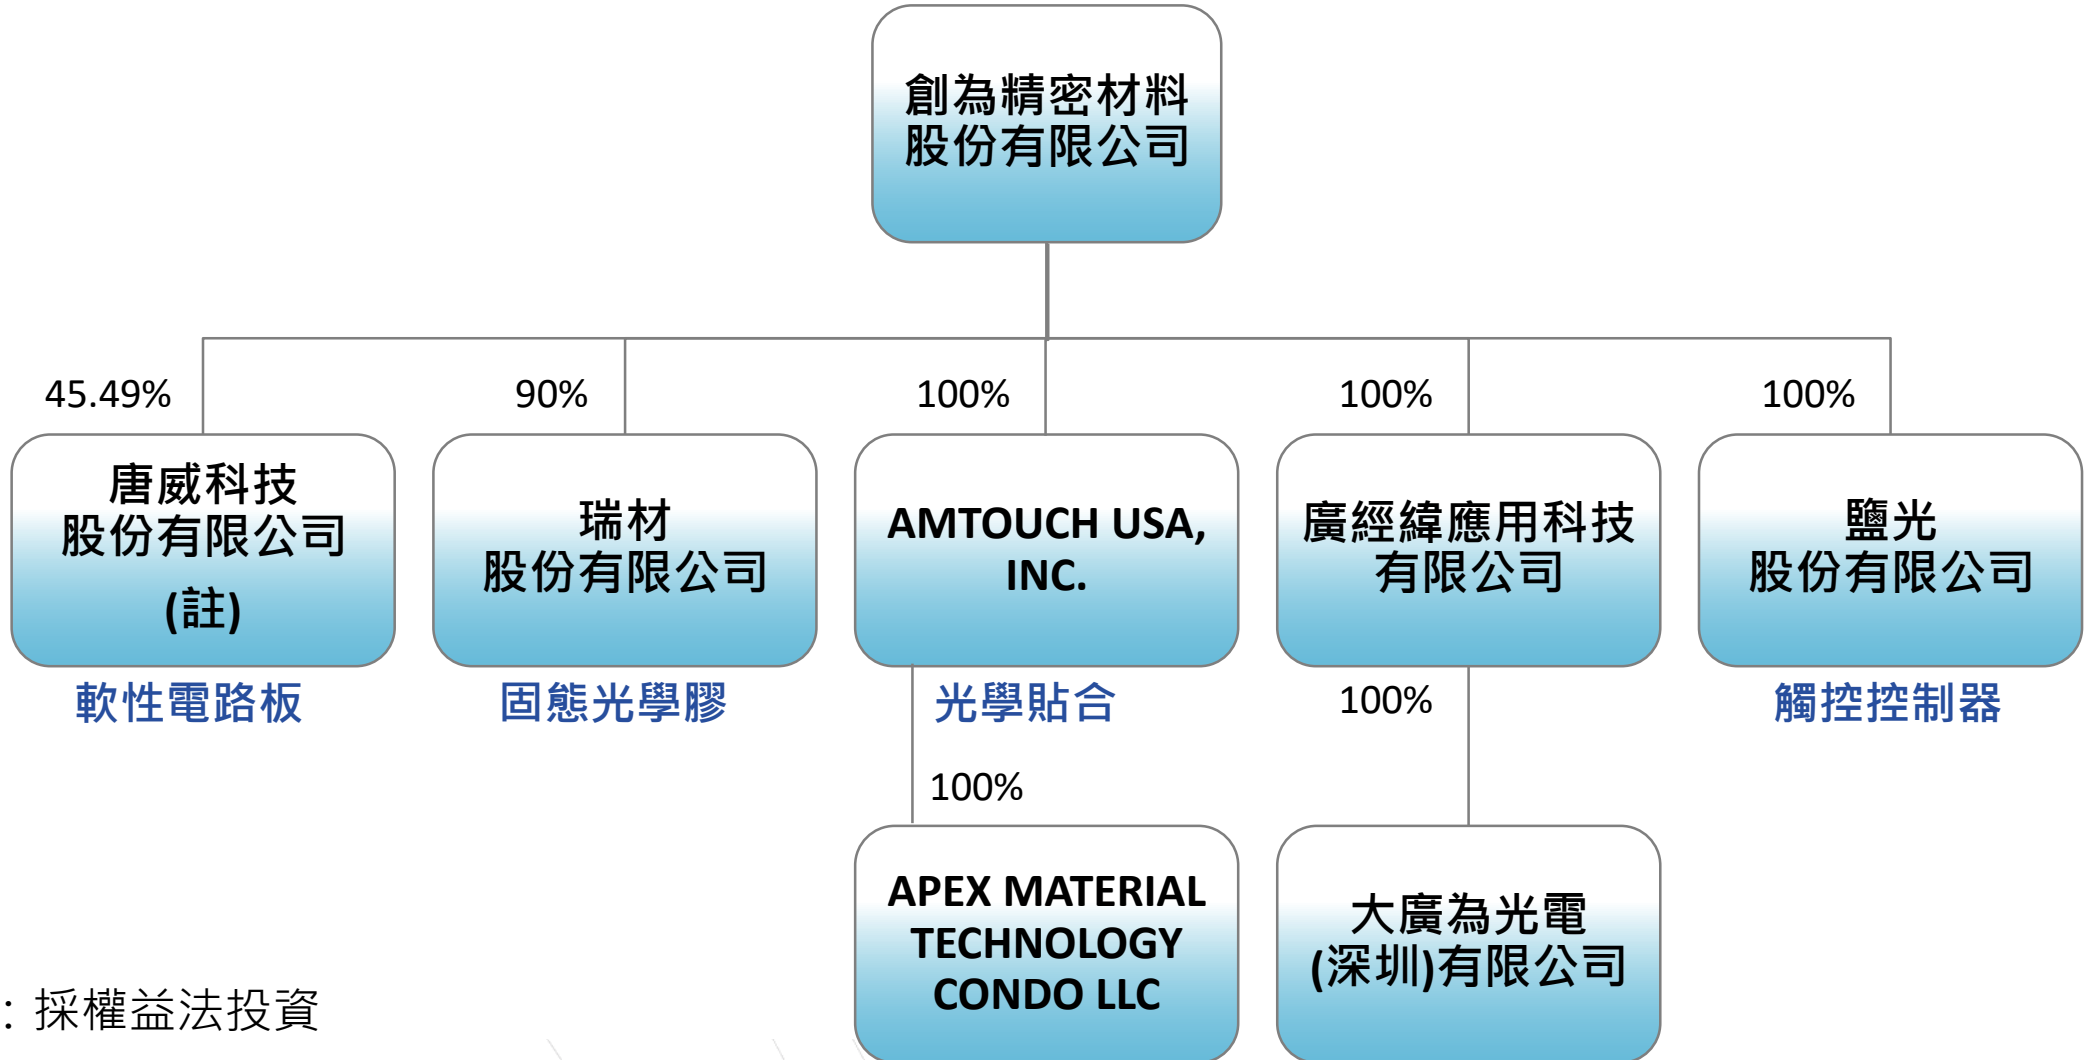 創為精密材料
股份有限公司
45.49%
90%
100%
100%
100%
唐威科技
股份有限公司
(註)
瑞材
股份有限公司
AMTOUCH USA,
INC.
廣經緯應用科技
有限公司
鹽光
股份有限公司
軟性電路板
固態光學膠
光學貼合
100%
觸控控制器
100%
APEX MATERIAL
TECHNOLOGY
CONDO LLC
大廣為光電
(深圳)有限公司
: 採權益法投資